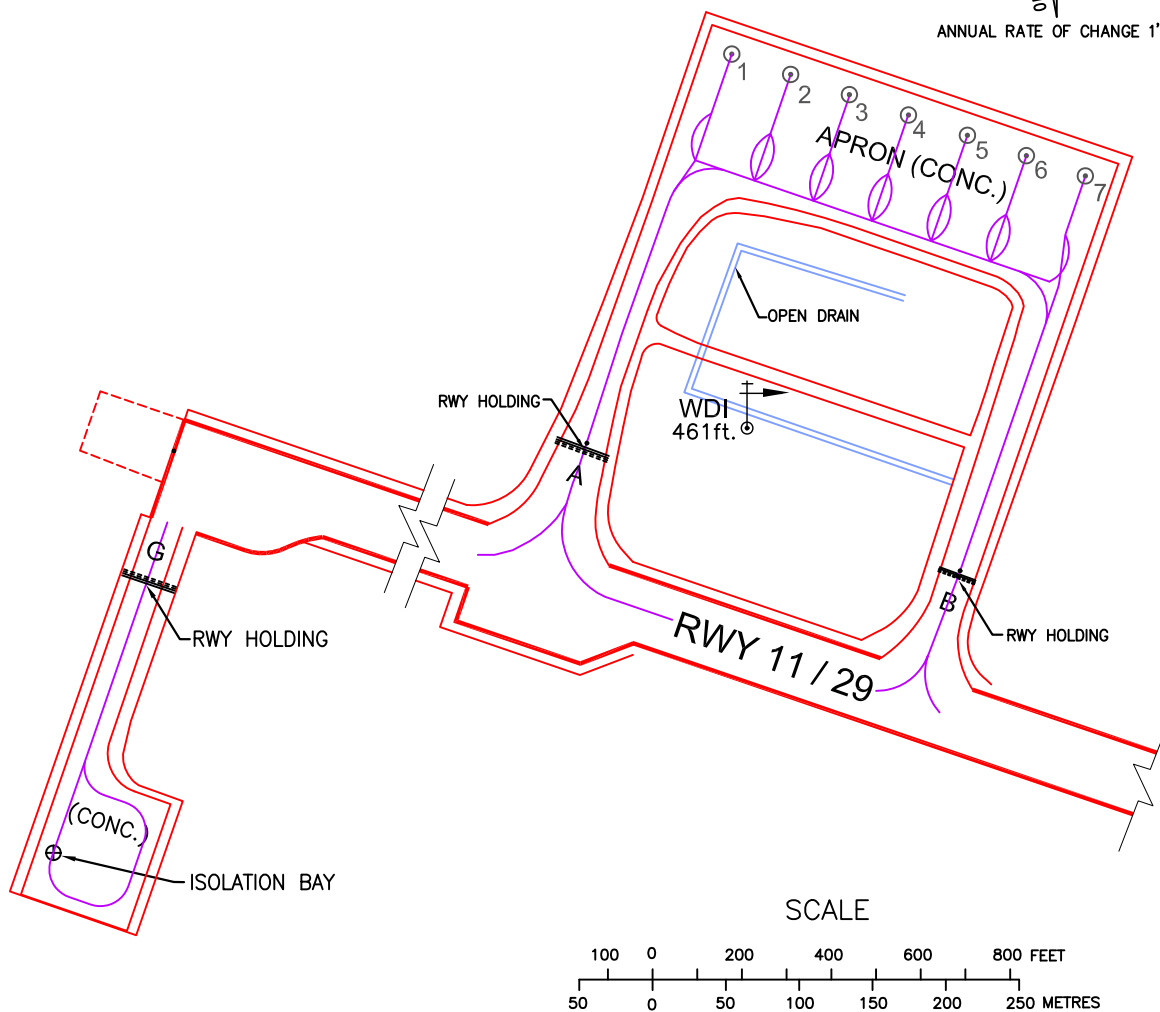 ANNUAL RATE OF CHANGE 1'
1
2
3
4
5
6
7
APRON (CONC.)
OPEN DRAIN
RWY HOLDING
WDI
461ft.
A
G
B
RWY HOLDING
RWY HOLDING
RWY 11 / 29
(CONC.)
ISOLATION BAY
SCALE
100 0 200 400 600 800 FEET
50 0 50 100 150 200 250 METRES